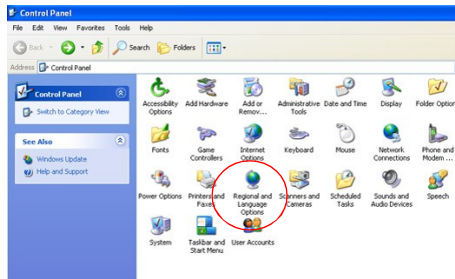 Control Panel
File Edit View Favorites Tools Help
Back Search Folders
Address Control Panel
Control Panel
Switch to Category View
See Also
Windows Update
Help and Support
Accessibility Options
Add Hardware
Add or Remov...
Administrative Tools
Date and Time
Display
Folder Option
Fonts
Game Controllers
Internet Options
Keyboard
Mouse
Network Connections
Phone and Modem ...
Power Options
Printers and Faxes
Regional and Language Options
Scanners and Cameras
Scheduled Tasks
Sounds and Audio Devices
Speech
System
Taskbar and Start Menu
User Accounts